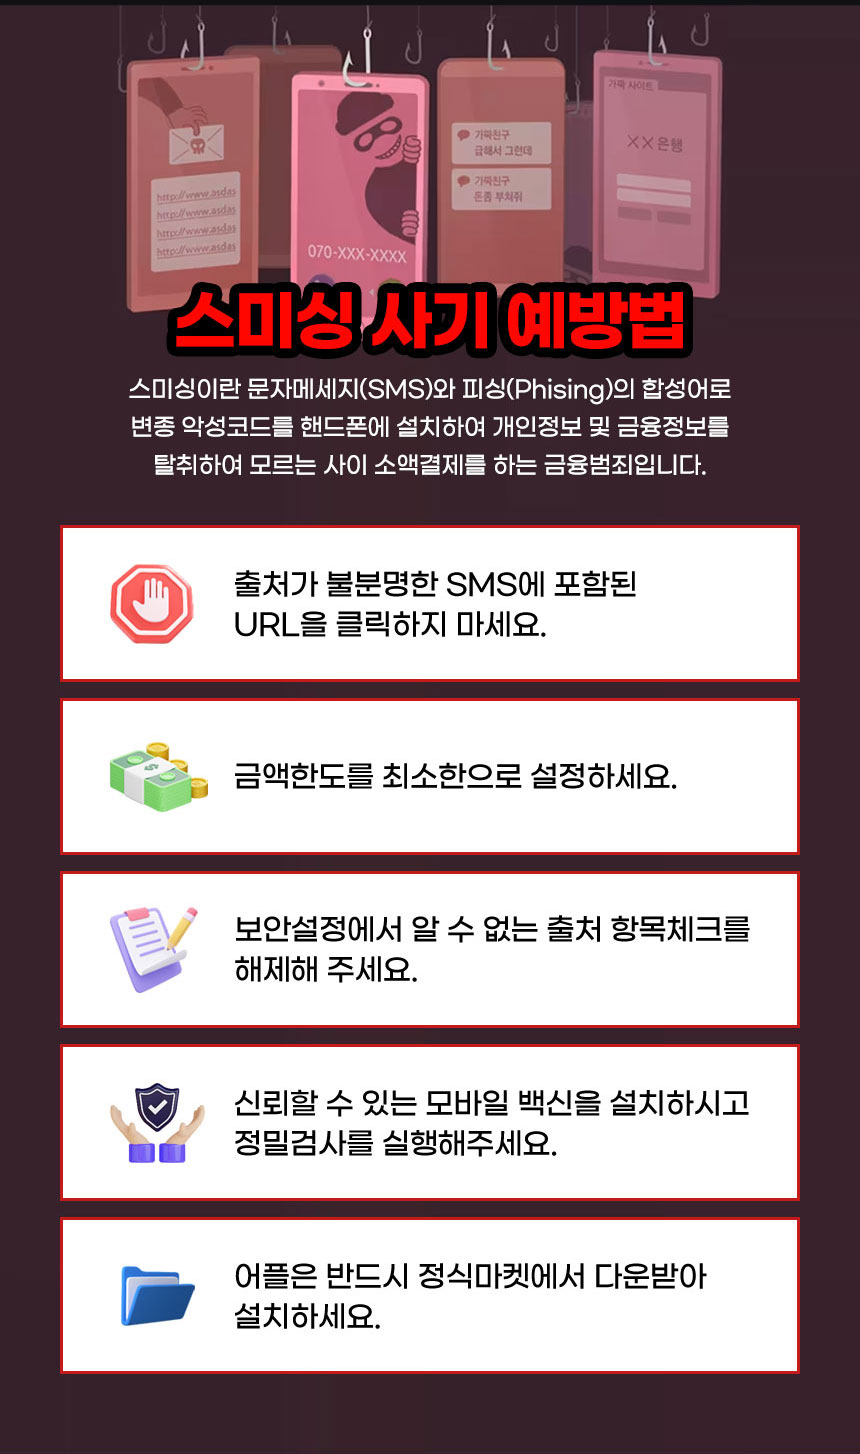 http://www.asdas
http://www.asdas
http://www.asdas
http://www.asdas
070-XXX-XXXX
가짜친구
급해서 그런데
가짜친구
돈좀 부쳐줘
가짜 사이트
XX은행
스미싱 사기 예방법
스미싱이란 문자메세지(SMS)와 피싱(Phising)의 합성어로
변종 악성코드를 핸드폰에 설치하여 개인정보 및 금융정보를
탈취하여 모르는 사이 소액결제를 하는 금융범죄입니다.
출처가 불분명한 SMS에 포함된
URL을 클릭하지 마세요.
금액한도를 최소한으로 설정하세요.
보안설정에서 알 수 없는 출처 항목체크를
해제해 주세요.
신뢰할 수 있는 모바일 백신을 설치하시고
정밀검사를 실행해주세요.
어플은 반드시 정식마켓에서 다운받아
설치하세요.